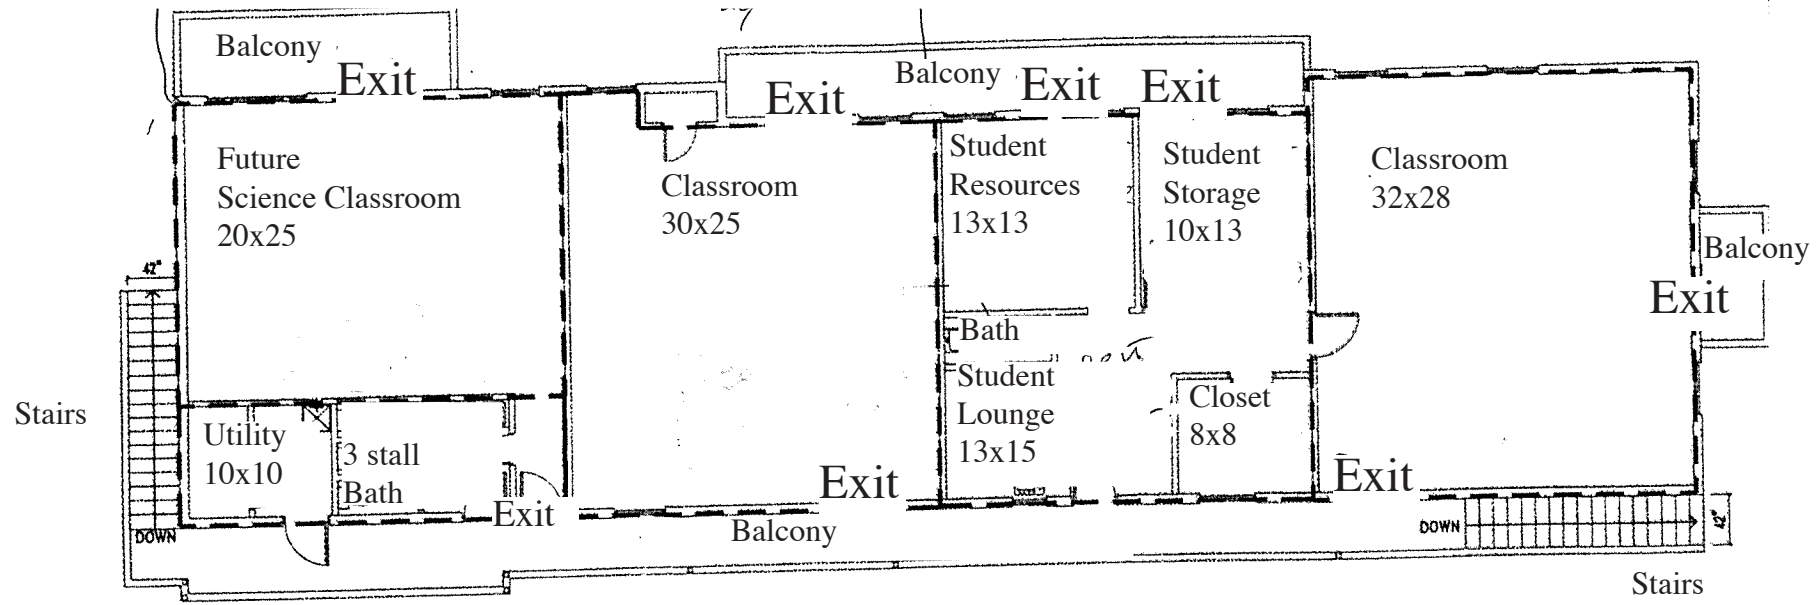 Balcony
Exit
Balcony
Exit
Exit
Exit
Future
Science Classroom
20x25
Classroom
30x25
Student
Resources
13x13
Student
Storage
10x13
Classroom
32x28
Balcony
Exit
42"
Stairs
Bath
Student
Lounge
13x15
Closet
8x8
Utility
10x10
3 stall
Bath
Exit
Exit
Exit
Balcony
DOWN
DOWN
42"
Stairs